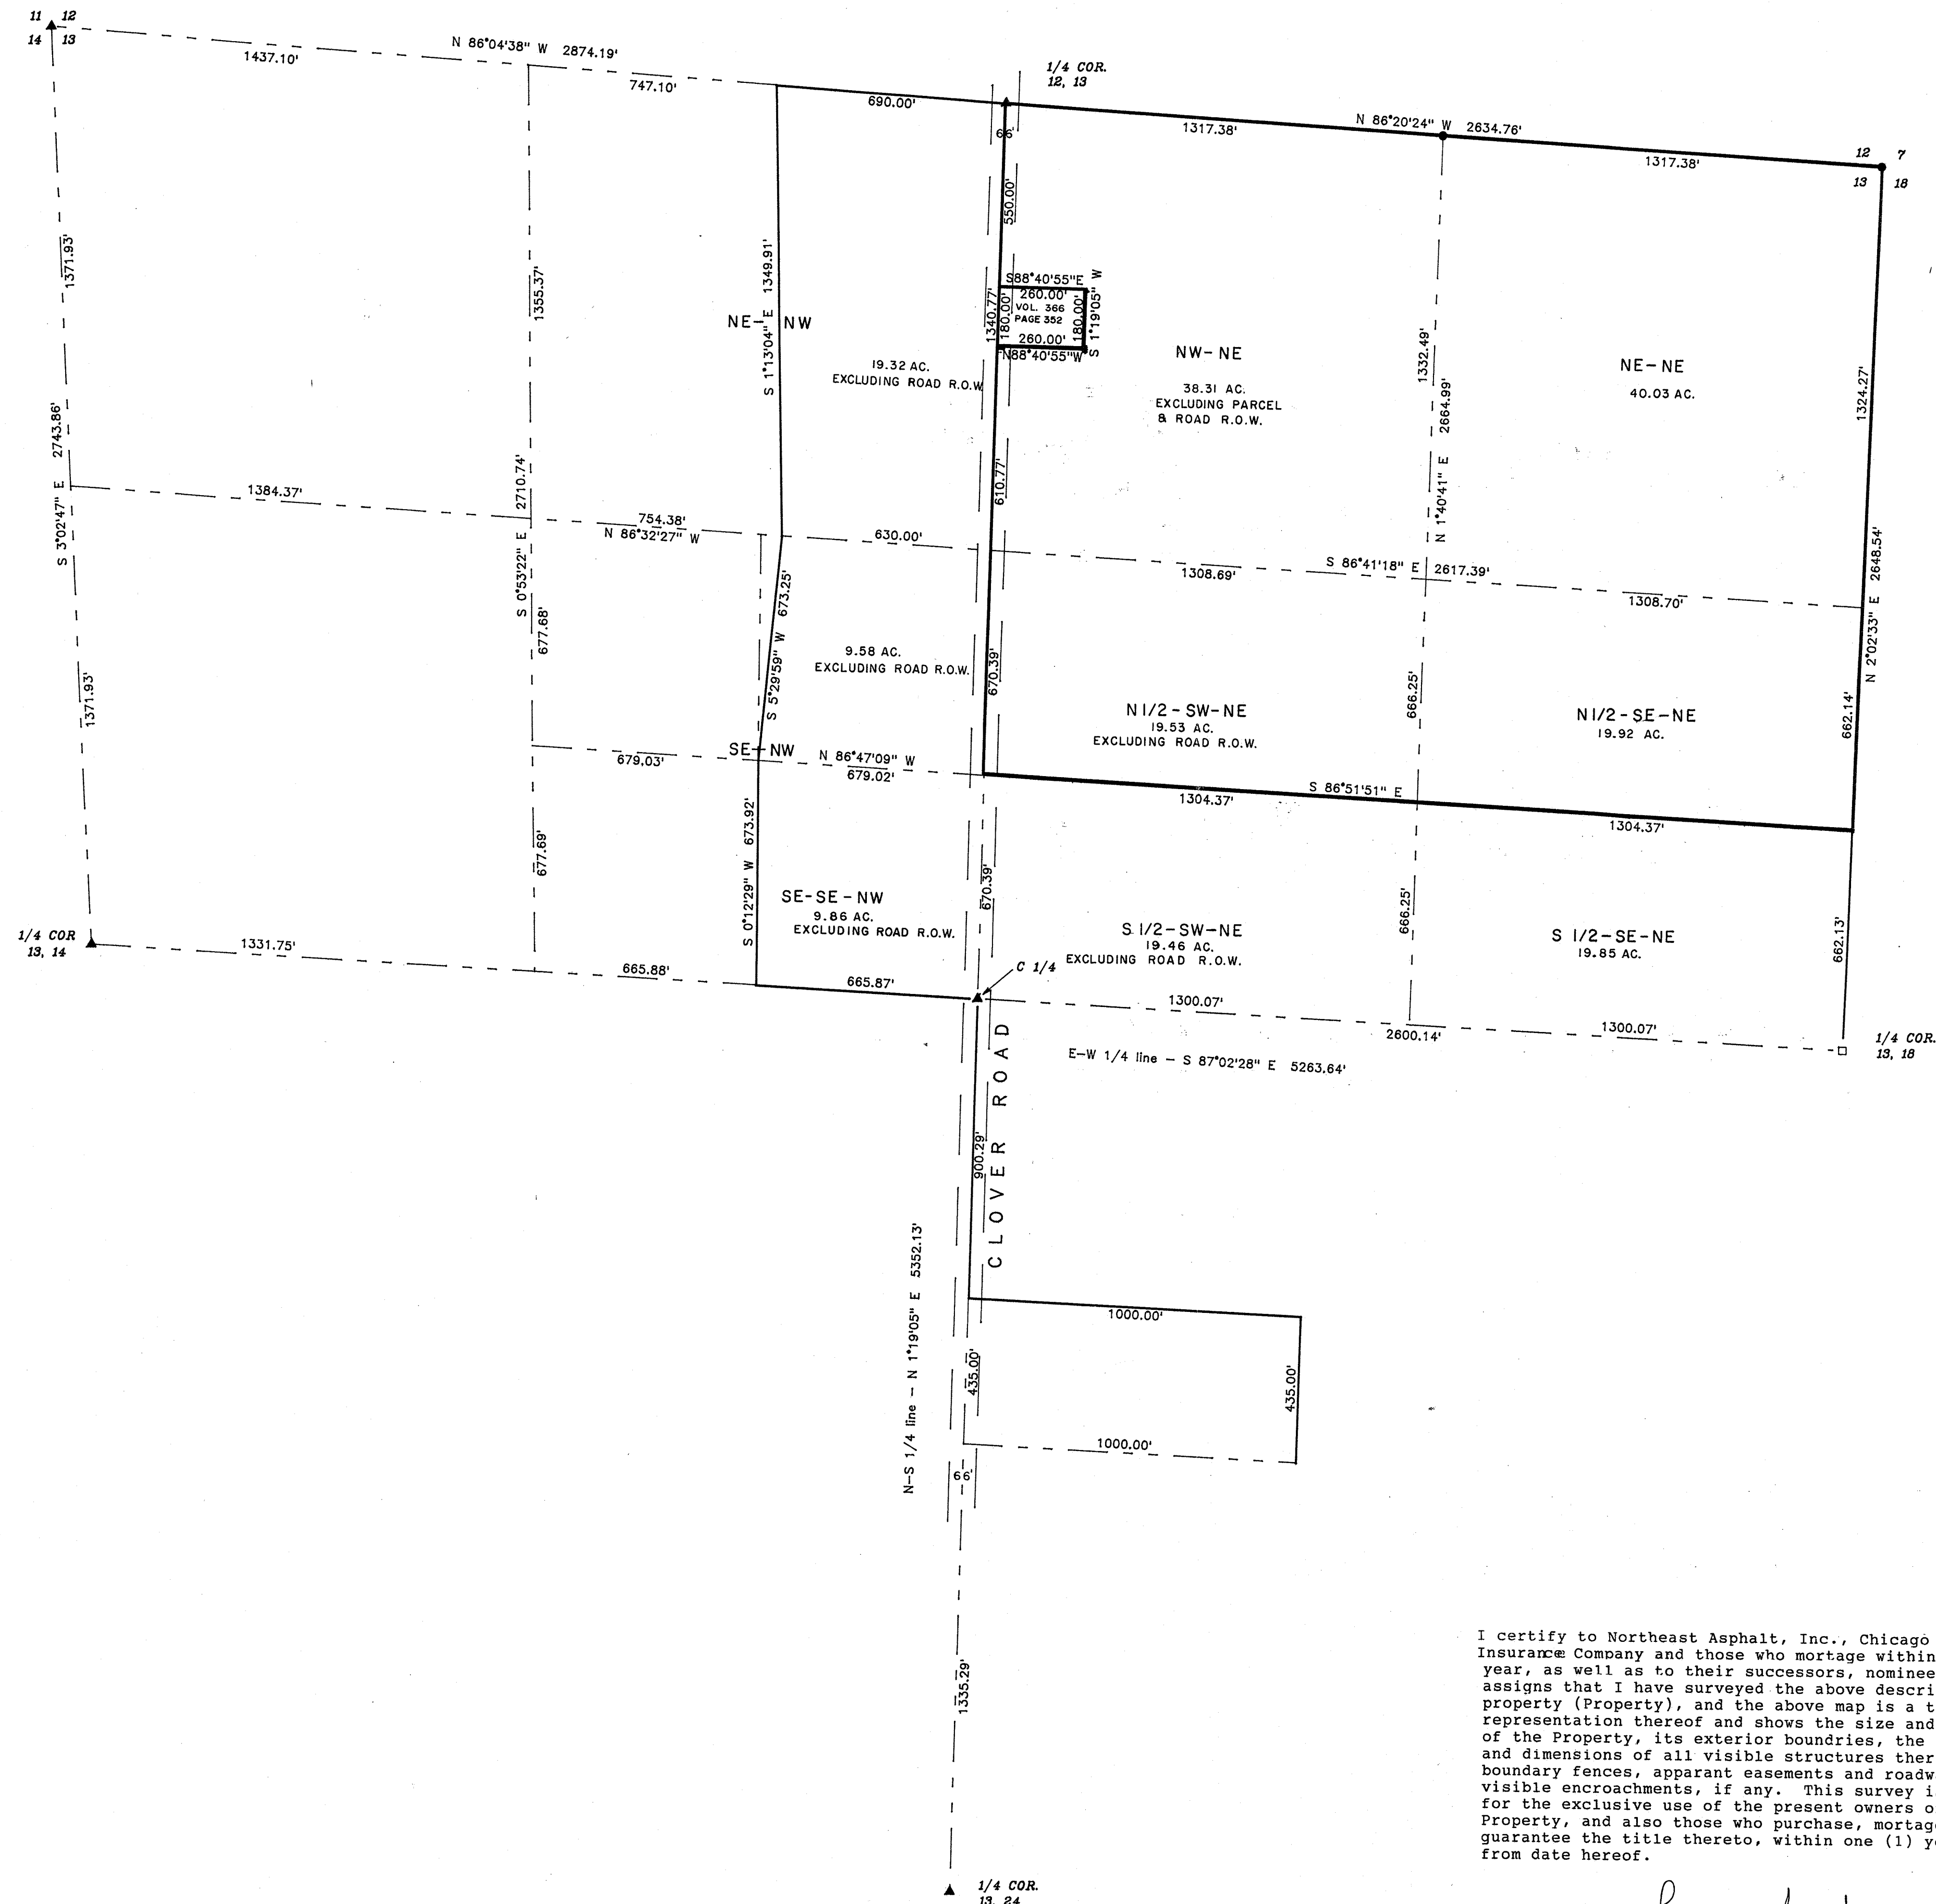 11 12
14 13
N 86°04'38" W 2874.19'
1437.10'
747.10'
690.00'
1/4 COR.
12, 13
66'
1317.38'
N 86°20'24" W 2634.76'
1317.38'
12 7
13 18
1371.93'
1355.37'
S 1°13'04" E 1349.91'
NE-NW
19.32 AC.
EXCLUDING ROAD R.O.W.
550.00'
1340.77'
S88°40'55"E
260.00'
VOL. 366
PAGE 352
180.00'
180.00'
260.00'
N88°40'55"W
S 1°19'05" W
610.77'
NW-NE
38.31 AC.
EXCLUDING PARCEL
& ROAD R.O.W.
1332.49'
N 1°40'41" E 2664.99'
NE-NE
40.03 AC.
1324.27'
N 2°02'33" E 2648.54'
S 3°02'47" E 2743.86'
1384.37'
S 0°53'22" E 2710.74'
754.38'
N 86°32'27" W
630.00'
1308.69'
S 86°41'18" E 2617.39'
1308.70'
1371.93'
677.68'
S 5°29'59" W 673.25'
9.58 AC.
EXCLUDING ROAD R.O.W.
670.39'
N 1/2-SW-NE
19.53 AC.
EXCLUDING ROAD R.O.W.
666.25'
N 1/2-SE-NE
19.92 AC.
662.14'
679.03'
SE-NW
N 86°47'09" W
679.02'
1304.37'
S 86°51'51" E
1304.37'
677.69'
S 0°12'29" W 673.92'
SE-SE-NW
9.86 AC.
EXCLUDING ROAD R.O.W.
670.39'
S 1/2-SW-NE
19.46 AC.
EXCLUDING ROAD R.O.W.
666.25'
S 1/2-SE-NE
19.85 AC.
662.13'
1/4 COR
13, 14
1331.75'
665.88'
665.87'
C 1/4
1300.07'
2600.14'
1300.07'
1/4 COR.
13, 18
E-W 1/4 line - S 87°02'28" E 5263.64'
CLOVER ROAD
900.29'
N-S 1/4 line - N 1°19'05" E 5352.13'
1000.00'
435.00'
435.00'
1000.00'
66'
1335.29'
1/4 COR.
13, 24
I certify to Northeast Asphalt, Inc., Chicago
Insurance Company and those who mortage within
year, as well as to their successors, nominee
assigns that I have surveyed the above descri
property (Property), and the above map is a t
representation thereof and shows the size and
of the Property, its exterior boundries, the
and dimensions of all visible structures ther
boundary fences, apparant easements and roadw
visible encroachments, if any. This survey i
for the exclusive use of the present owners o
Property, and also those who purchase, mortag
guarantee the title thereto, within one (1) y
from date hereof.